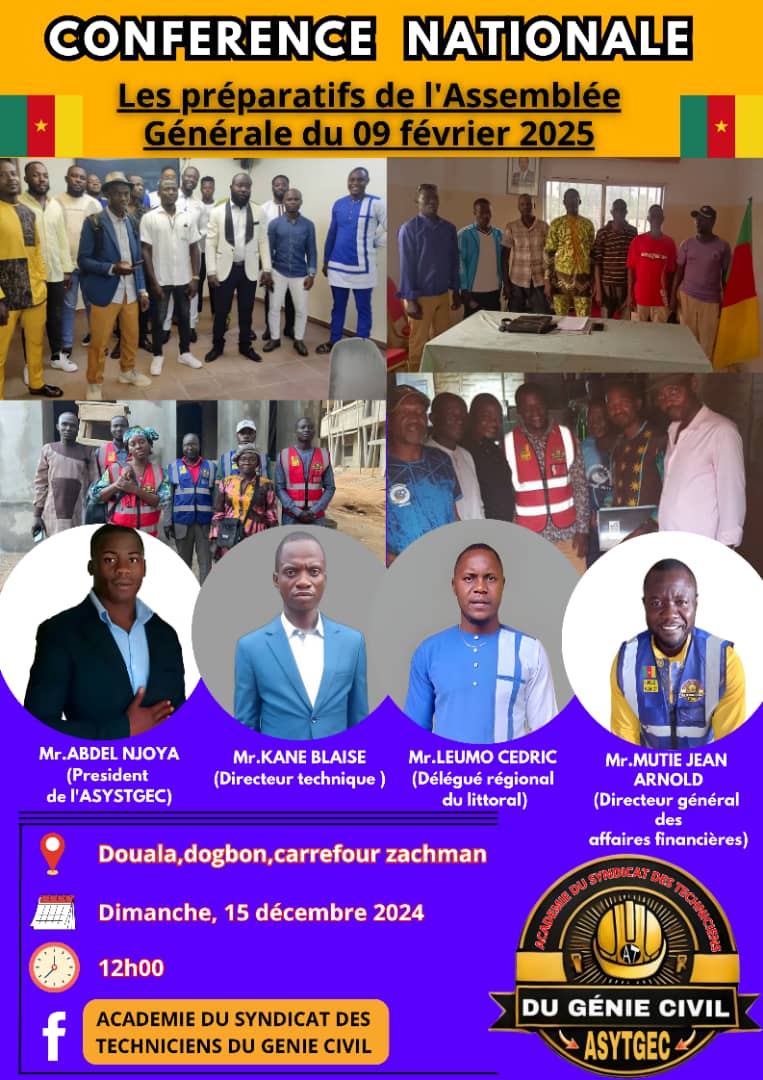 CONFERENCE NATIONALE
Les préparatifs de l'Assemblée
Générale du 09 février 2025
Mr.ABDEL NJOYA
(President
de l'ASYSTGEC)
Mr.KANE BLAISE
(Directeur technique )
Mr.LEUMO CEDRIC
(Délégué régional
du littoral)
Mr.MUTIE JEAN
ARNOLD
(Directeur général
des
affaires financières)
Douala,dogbon,carrefour zachman
Dimanche, 15 décembre 2024
12h00
ACADEMIE DU SYNDICAT DES
TECHNICIENS DU GENIE CIVIL
ACADEMIE DU SYNDICAT DES TECHNICIENS
DU GÉNIE CIVIL
ASYTGEC